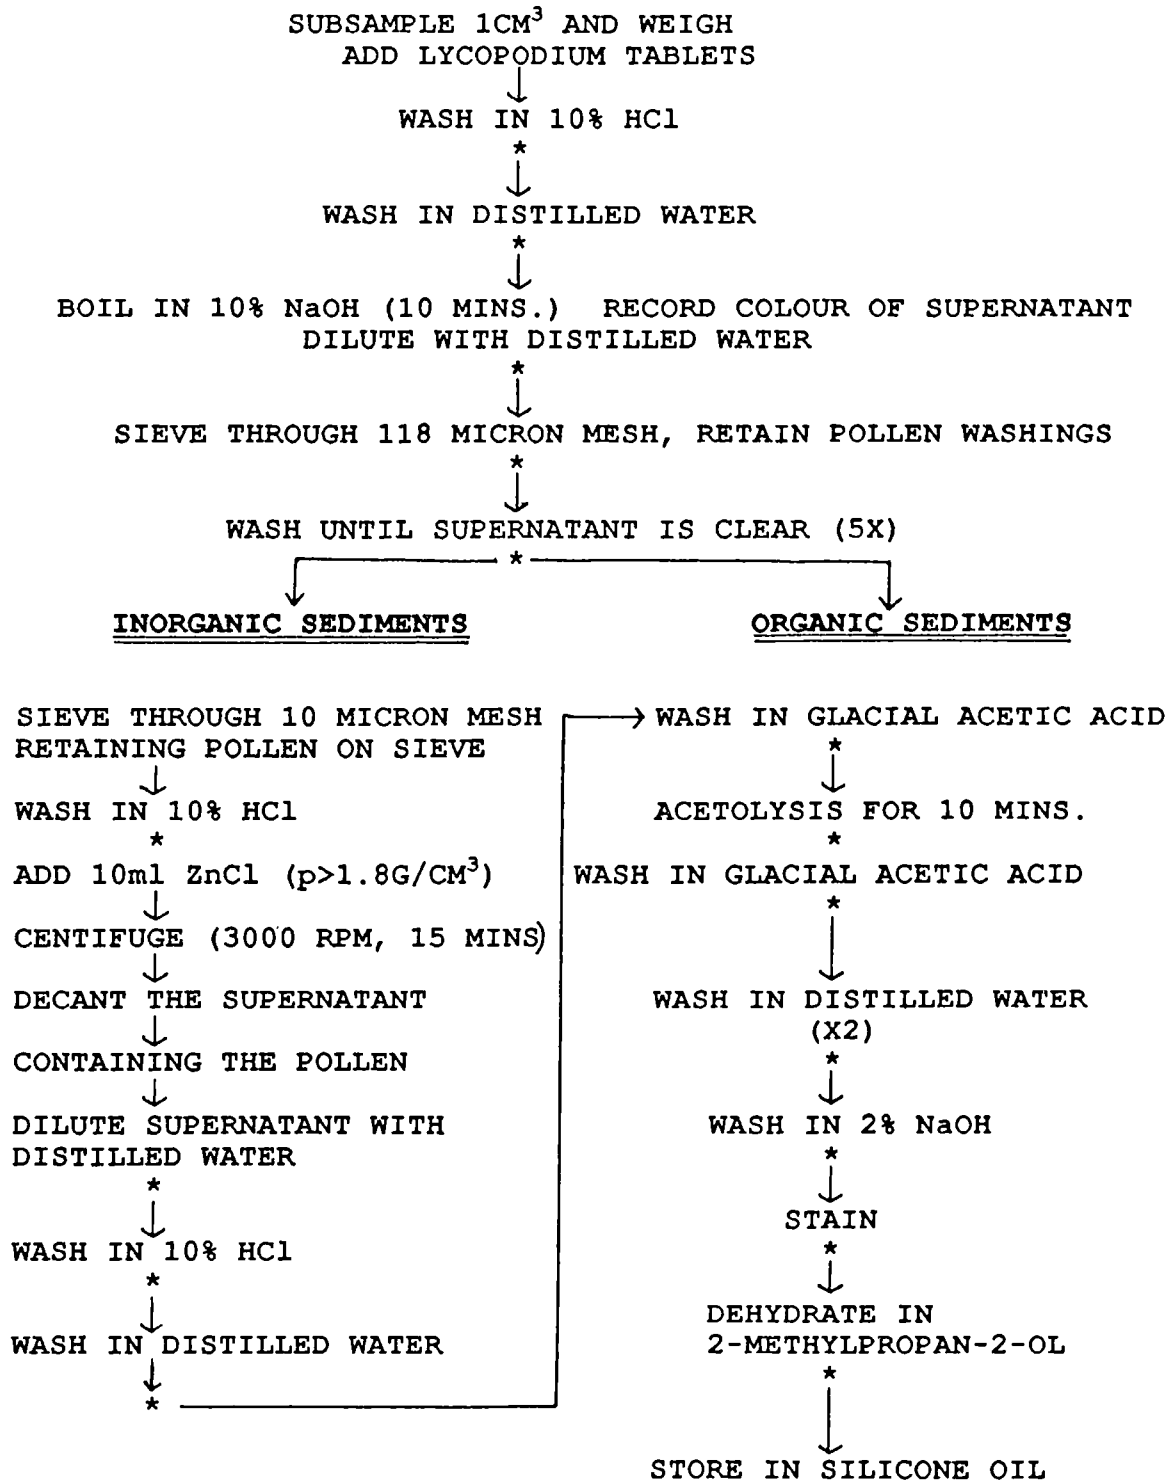 SUBSAMPLE 1CM³ AND WEIGH
ADD LYCOPODIUM TABLETS
WASH IN 10% HCl
*
WASH IN DISTILLED WATER
*
BOIL IN 10% NaOH (10 MINS.) RECORD COLOUR OF SUPERNATANT
DILUTE WITH DISTILLED WATER
*
SIEVE THROUGH 118 MICRON MESH, RETAIN POLLEN WASHINGS
*
WASH UNTIL SUPERNATANT IS CLEAR (5X)
*
INORGANIC SEDIMENTS
SIEVE THROUGH 10 MICRON MESH
RETAINING POLLEN ON SIEVE
WASH IN 10% HCl
*
ADD 10ml ZnCl (p>1.8G/CM³)
CENTIFUGE (3000 RPM, 15 MINS)
DECANT THE SUPERNATANT
CONTAINING THE POLLEN
DILUTE SUPERNATANT WITH
DISTILLED WATER
*
WASH IN 10% HCl
*
WASH IN DISTILLED WATER
*
ORGANIC SEDIMENTS
WASH IN GLACIAL ACETIC ACID
*
ACETOLYSIS FOR 10 MINS.
*
WASH IN GLACIAL ACETIC ACID
*
WASH IN DISTILLED WATER
(X2)
*
WASH IN 2% NaOH
*
STAIN
*
DEHYDRATE IN
2-METHYLPROPAN-2-OL
*
STORE IN SILICONE OIL